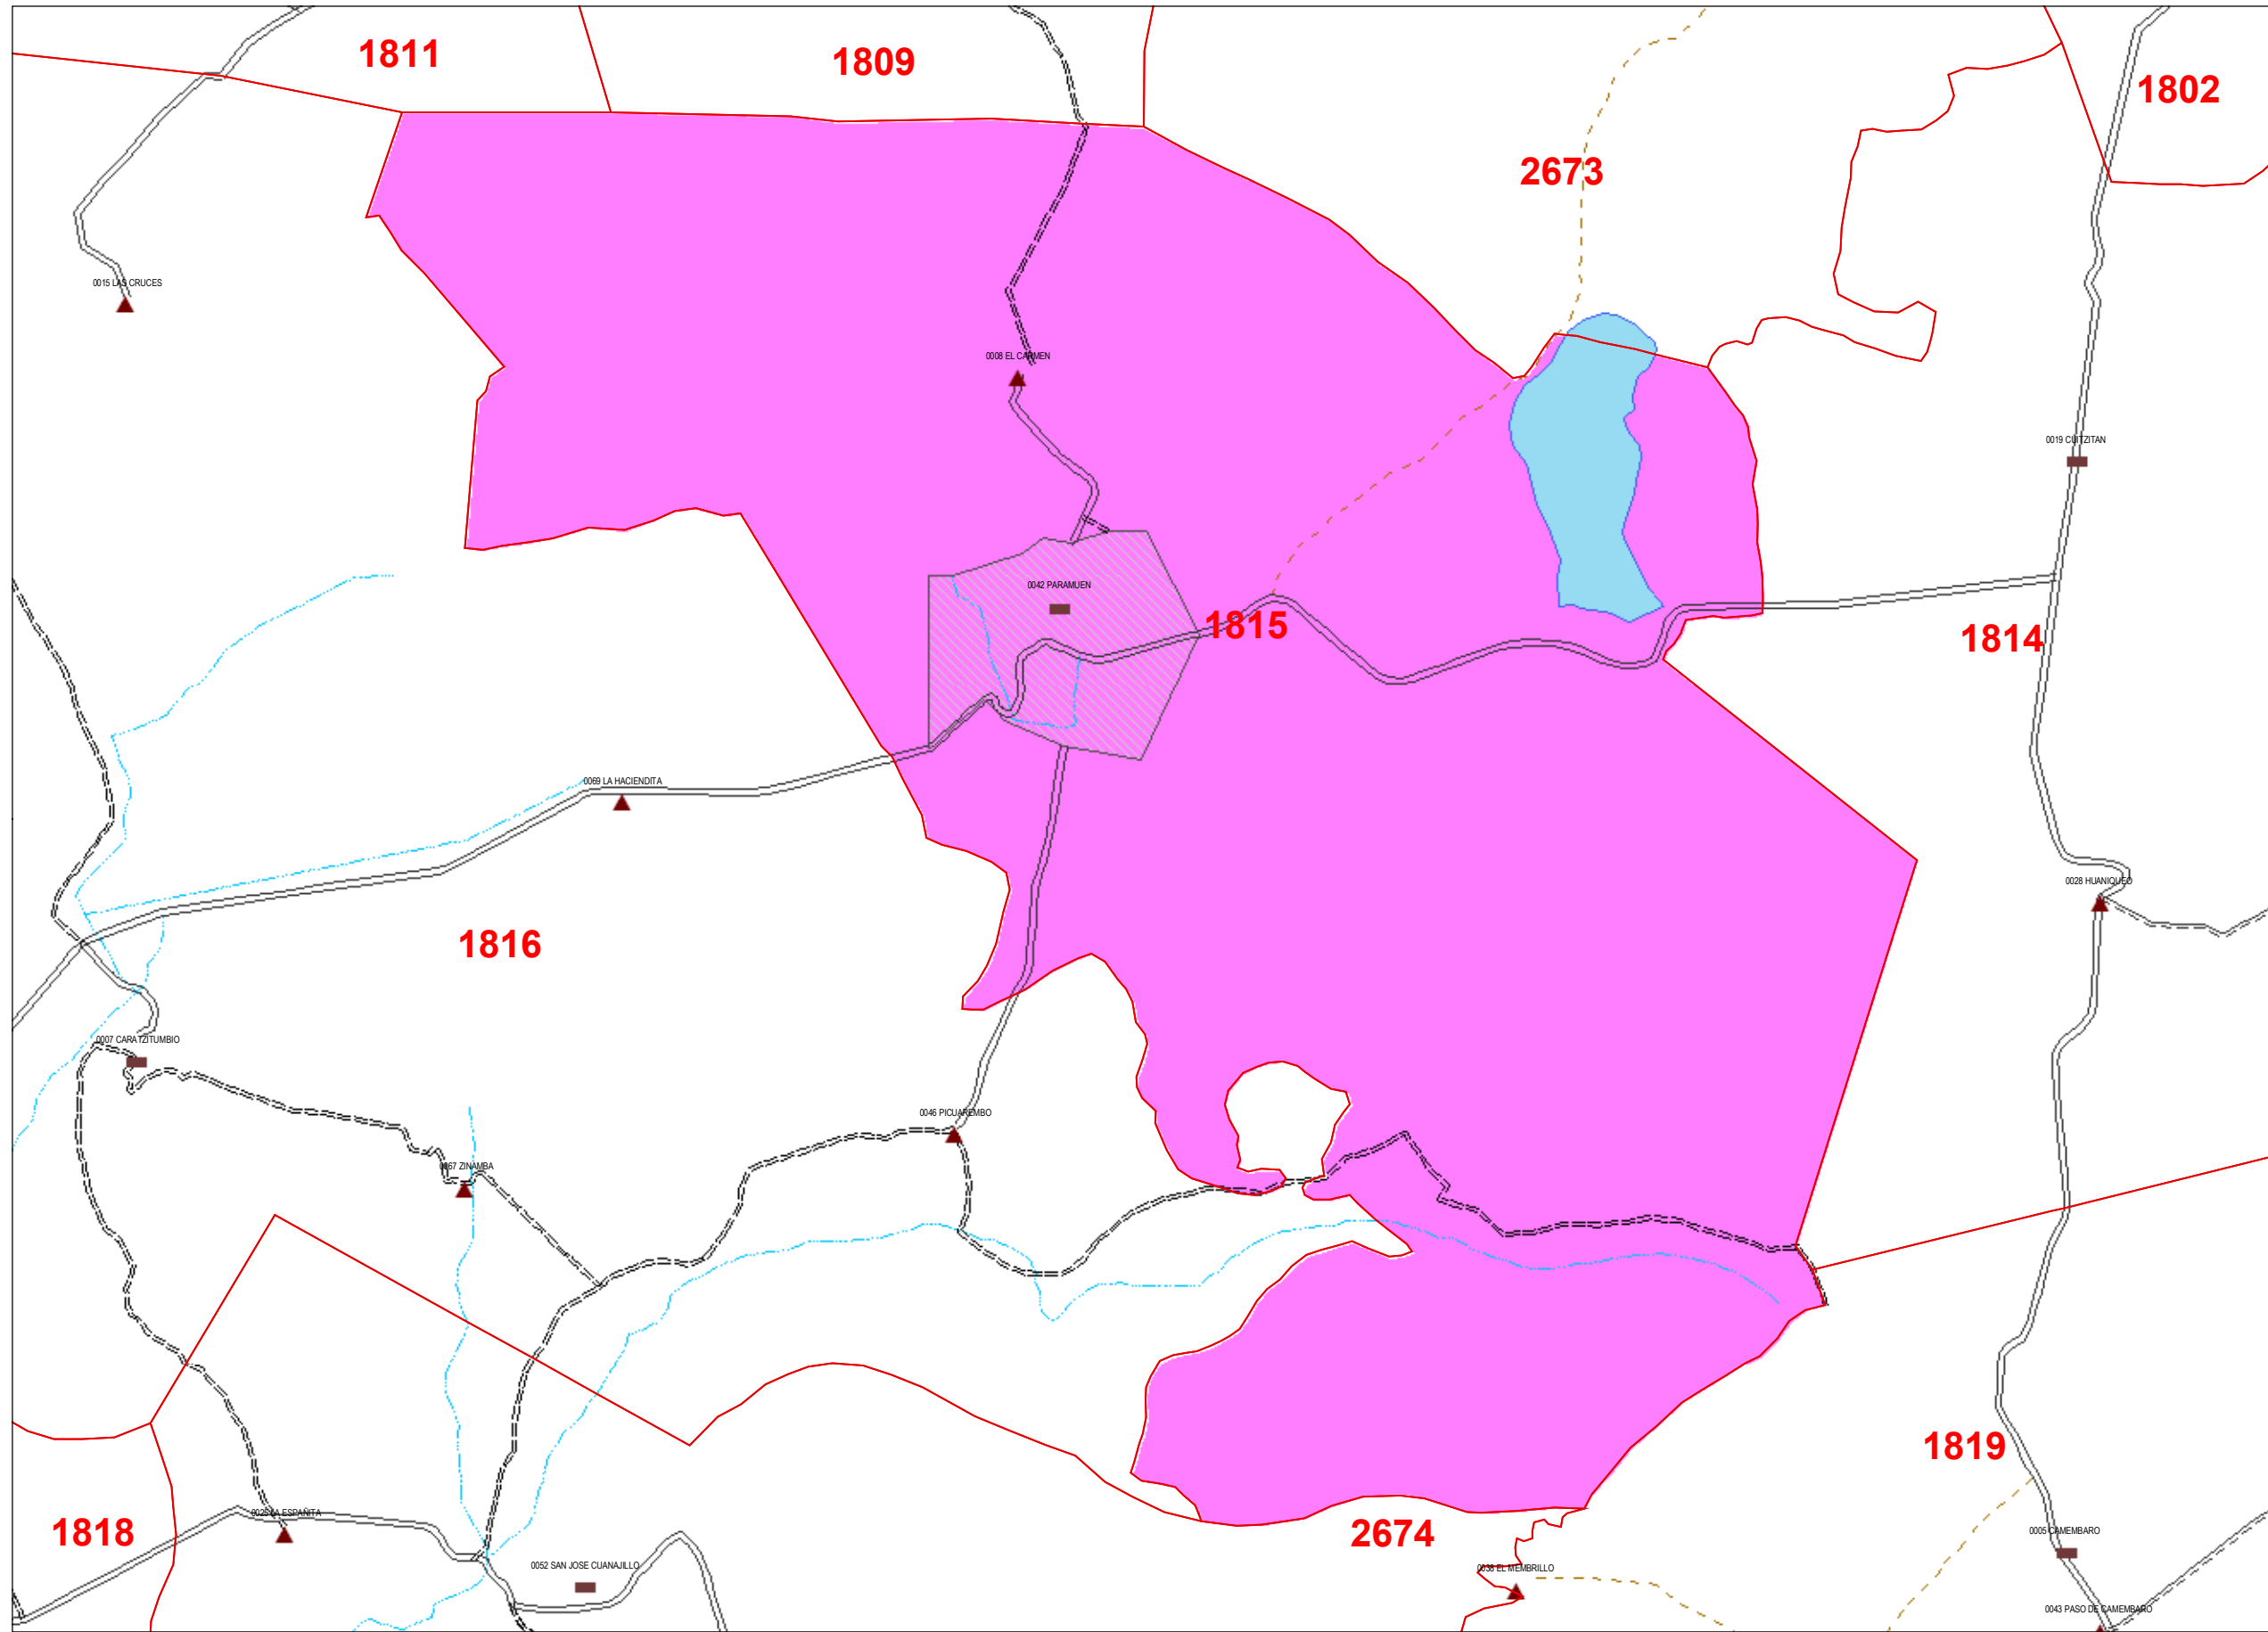 1811
1809
1802
2673
0015 LAS CRUCES
0008 EL CARMEN
0019 CUITZITAN
0042 PARAMUEN
1815
1814
0069 LA HACIENDITA
0028 HUANIQUEO
1816
0007 CARATZITUMBIO
0046 PICUAREMBO
0067 ZINAMBA
1819
0025 LA ESPAÑITA
1818
2674
0005 CAMEMBARO
0052 SAN JOSE CUANAJILLO
0038 EL MEMBRILLO
0043 PASO DE CAMEMBARO